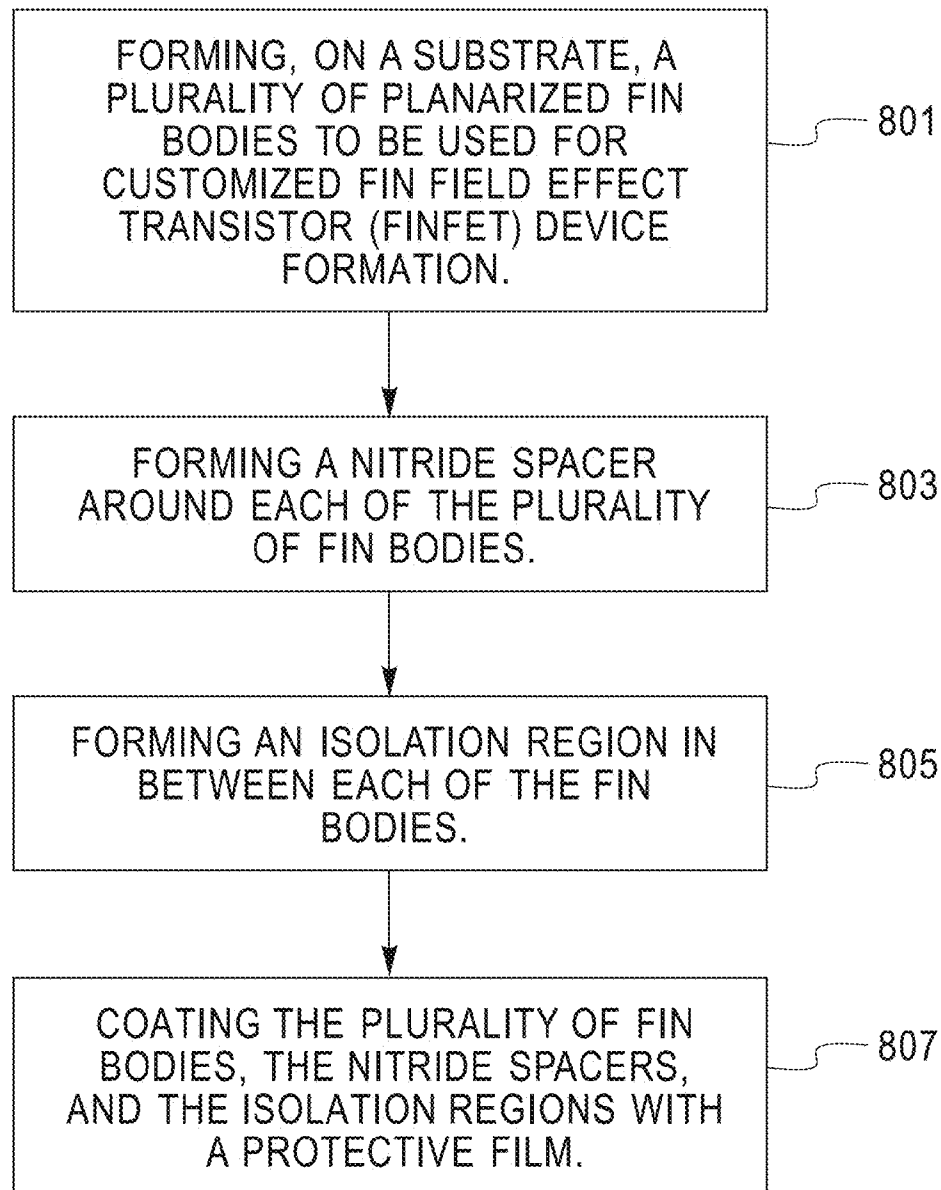 FORMING, ON A SUBSTRATE, A
PLURALITY OF PLANARIZED FIN
BODIES TO BE USED FOR
CUSTOMIZED FIN FIELD EFFECT
TRANSISTOR (FINFET) DEVICE
FORMATION.
801
FORMING A NITRIDE SPACER
AROUND EACH OF THE PLURALITY
OF FIN BODIES.
803
FORMING AN ISOLATION REGION IN
BETWEEN EACH OF THE FIN
BODIES.
805
COATING THE PLURALITY OF FIN
BODIES, THE NITRIDE SPACERS,
AND THE ISOLATION REGIONS WITH
A PROTECTIVE FILM.
807